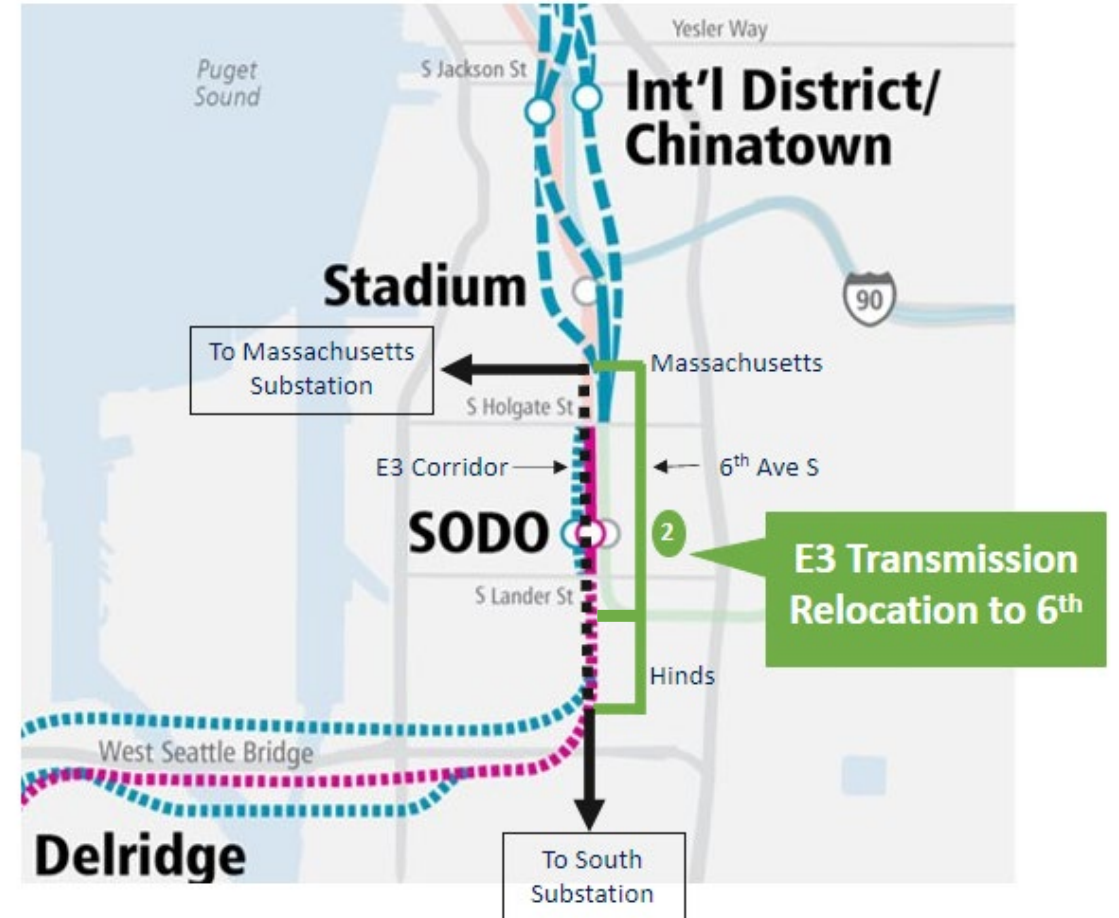 Yesler Way
Puget
Sound
S Jackson St
Int'l District/
Chinatown
Stadium
90
To Massachusetts
Substation
Massachusetts
S Holgate St
E3 Corridor
6th Ave S
SODO
2
E3 Transmission
Relocation to 6th
S Lander St
Hinds
West Seattle Bridge
Delridge
To South
Substation